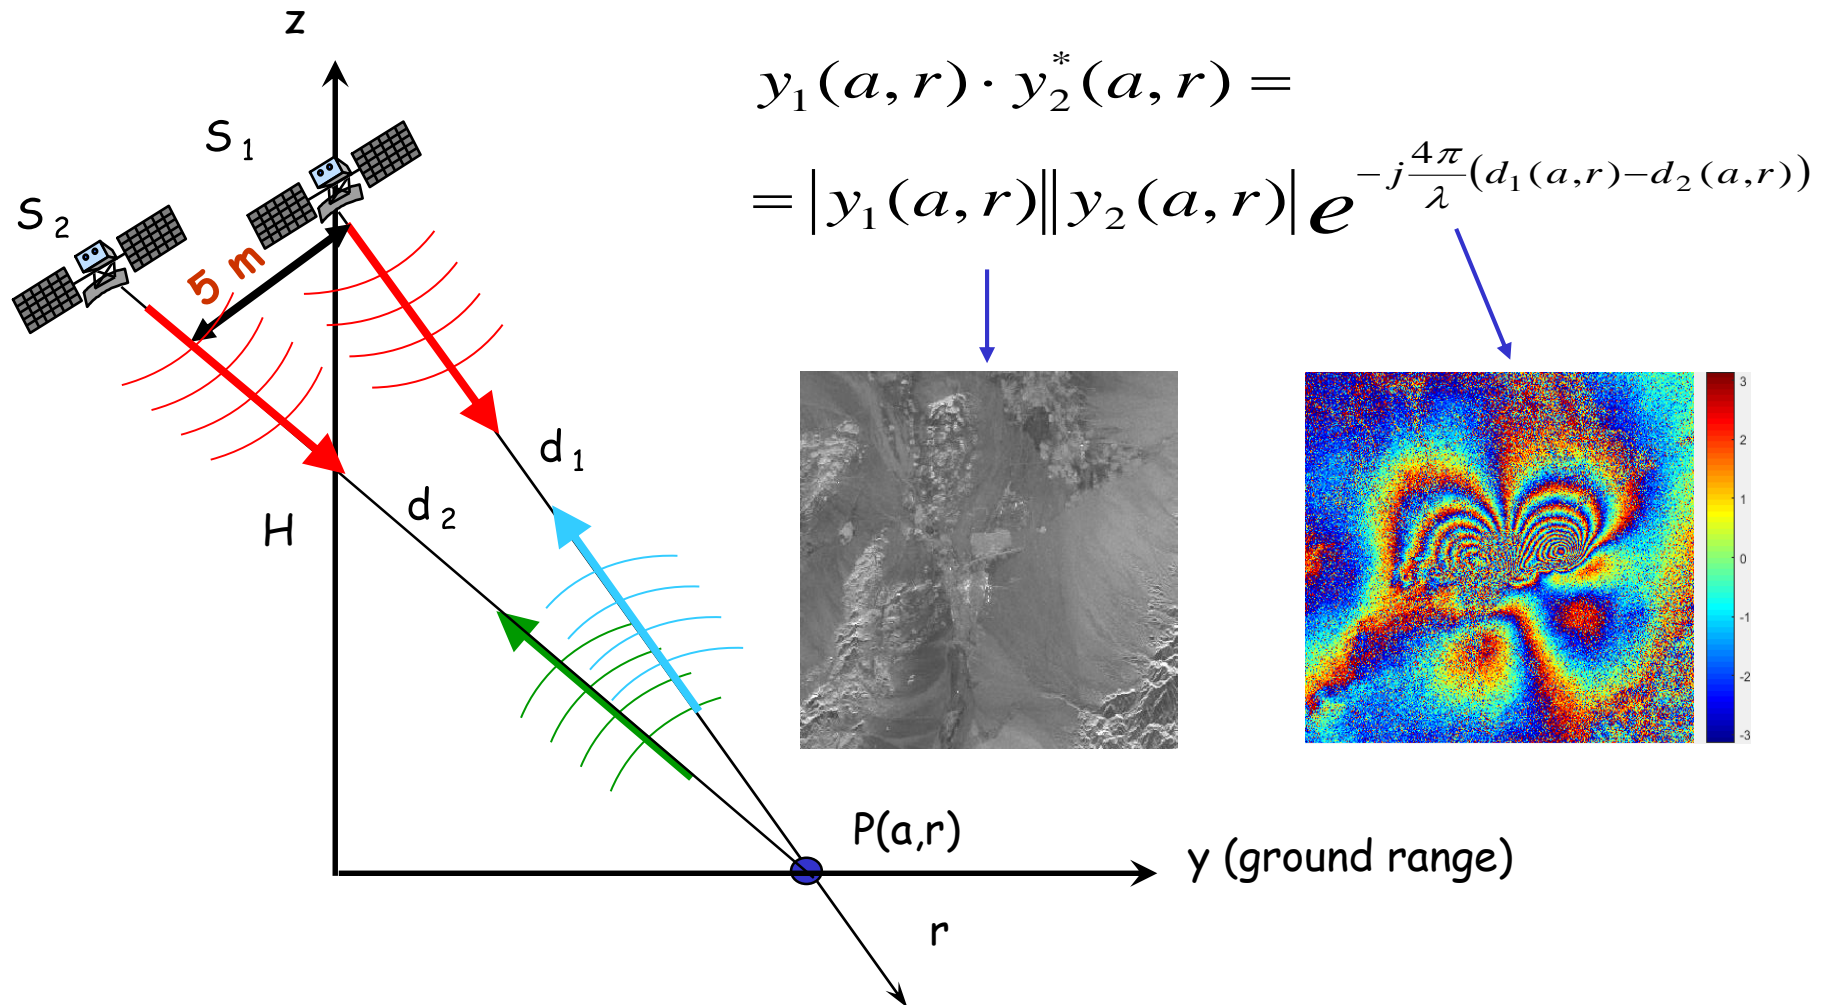 z
y₁(a,r)·y₂*(a,r)=
=|y₁(a,r)||y₂(a,r)|e^{-j\frac{4π}{λ}(d₁(a,r)-d₂(a,r))}
S 1
S 2
5 m
d 1
d 2
H
3
2
1
0
-1
-2
-3
P(a,r)
y (ground range)
r